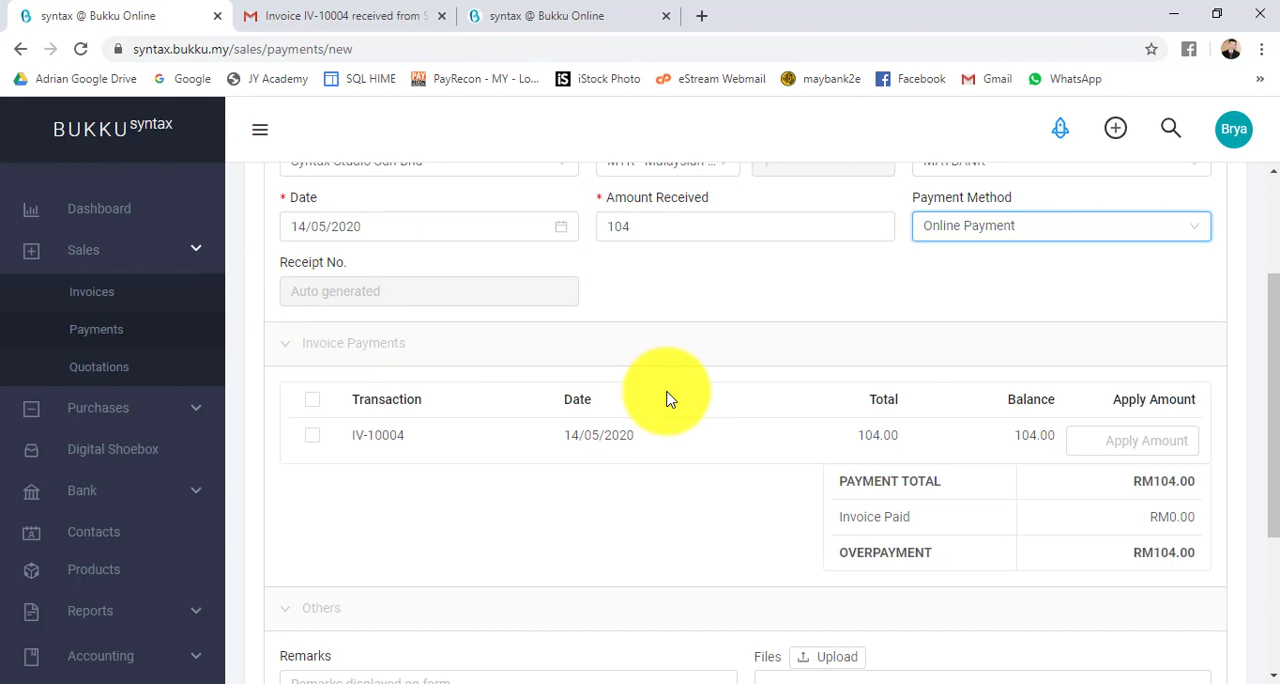 syntax @ Bukku Online
Invoice IV-10004 received from S
syntax @ Bukku Online
syntax.bukku.my/sales/payments/new
Adrian Google Drive
Google
JY Academy
SQL HIME
PayRecon - MY - Lo...
iStock Photo
eStream Webmail
maybank2e
Facebook
Gmail
WhatsApp
»
BUKKU syntax
Brya
Dashboard
Sales
Invoices
Payments
Quotations
Purchases
Digital Shoebox
Bank
Contacts
Products
Reports
Accounting
Syntax Studio Sdn Bhd
MYR - Malaysian ...
MAYBANK
* Date
* Amount Received
Payment Method
14/05/2020
104
Online Payment
Receipt No.
Auto generated
Invoice Payments
Transaction Date Total Balance Apply Amount
IV-10004 14/05/2020 104.00 104.00 Apply Amount
PAYMENT TOTAL RM104.00
Invoice Paid RM0.00
OVERPAYMENT RM104.00
Others
Remarks
Files
Upload
Remarks displayed on form